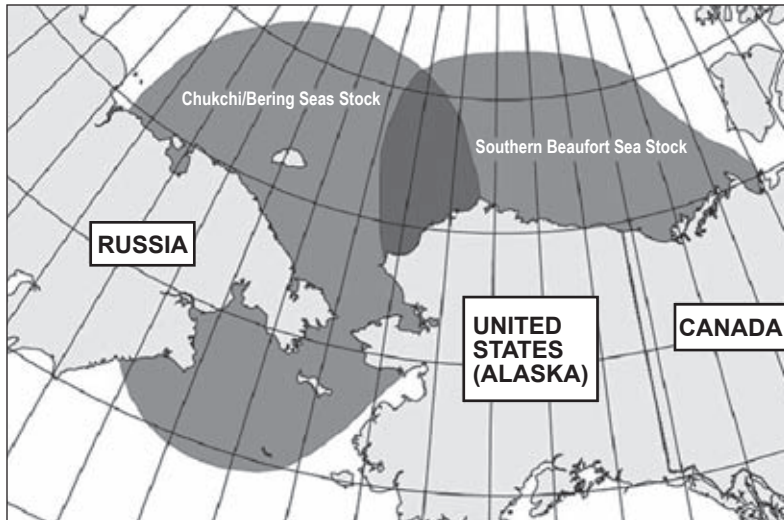 Chukchi/Bering Seas Stock
Southern Beaufort Sea Stock
RUSSIA
UNITED
STATES
(ALASKA)
CANADA